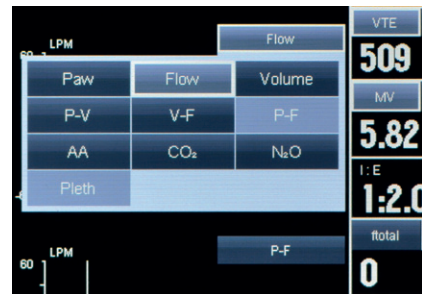 LPM
Flow
VTE
509
60
Paw
Flow
Volume
MV
5.82
P-V
V-F
P-F
AA
CO₂
N₂O
I:E
1:2.0
Pleth
LPM
P-F
ftotal
60
0